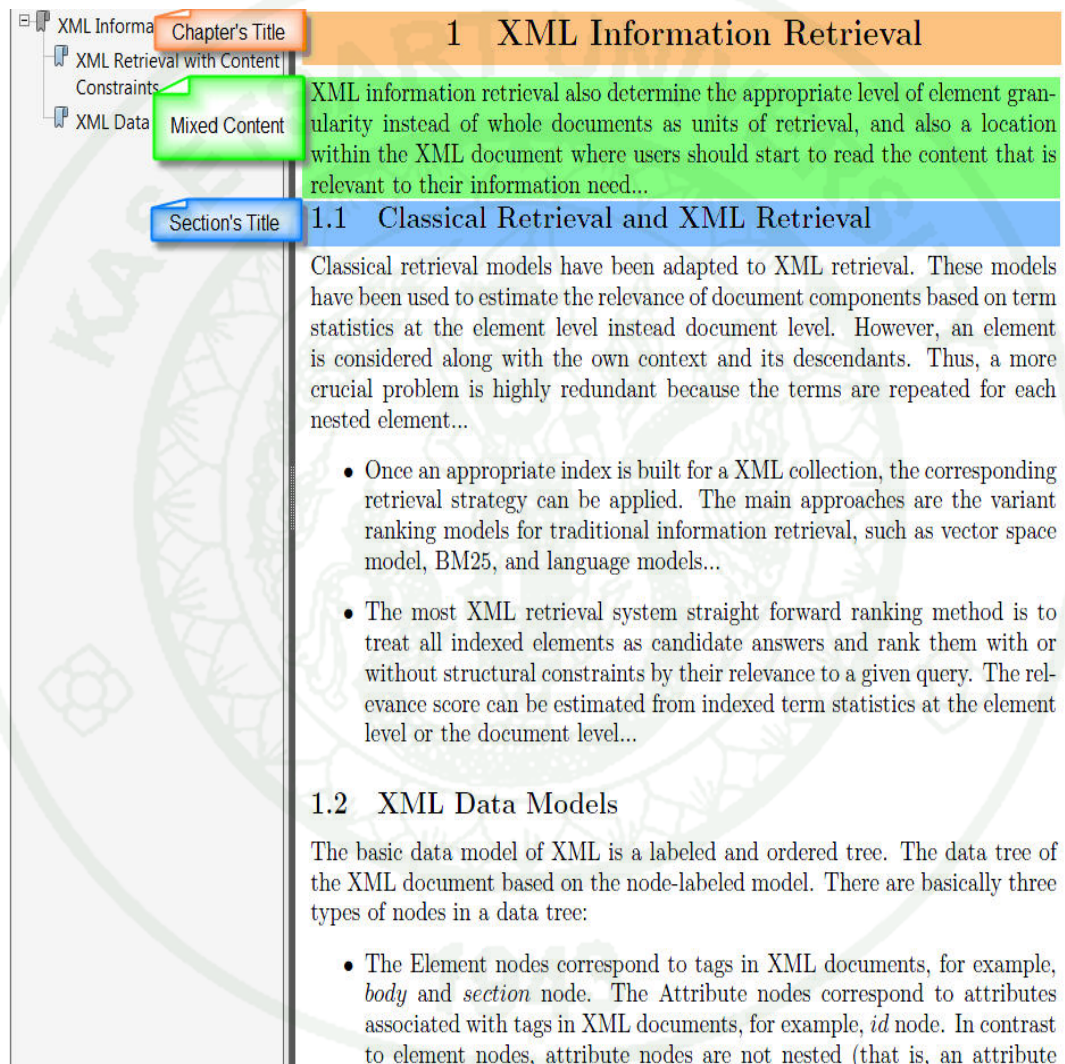 XML Informa
XML Retrieval with Content
Constraints
XML Data
Chapter's Title
Mixed Content
Section's Title
1 XML Information Retrieval
XML information retrieval also determine the appropriate level of element gran-
ularity instead of whole documents as units of retrieval, and also a location
within the XML document where users should start to read the content that is
relevant to their information need...
1.1 Classical Retrieval and XML Retrieval
Classical retrieval models have been adapted to XML retrieval. These models
have been used to estimate the relevance of document components based on term
statistics at the element level instead document level. However, an element
is considered along with the own context and its descendants. Thus, a more
crucial problem is highly redundant because the terms are repeated for each
nested element...
• Once an appropriate index is built for a XML collection, the corresponding
retrieval strategy can be applied. The main approaches are the variant
ranking models for traditional information retrieval, such as vector space
model, BM25, and language models...
• The most XML retrieval system straight forward ranking method is to
treat all indexed elements as candidate answers and rank them with or
without structural constraints by their relevance to a given query. The rel-
evance score can be estimated from indexed term statistics at the element
level or the document level...
1.2 XML Data Models
The basic data model of XML is a labeled and ordered tree. The data tree of
the XML document based on the node-labeled model. There are basically three
types of nodes in a data tree:
• The Element nodes correspond to tags in XML documents, for example,
body and section node. The Attribute nodes correspond to attributes
associated with tags in XML documents, for example, id node. In contrast
to element nodes, attribute nodes are not nested (that is, an attribute
KASETSART UNIVERSITY
1943